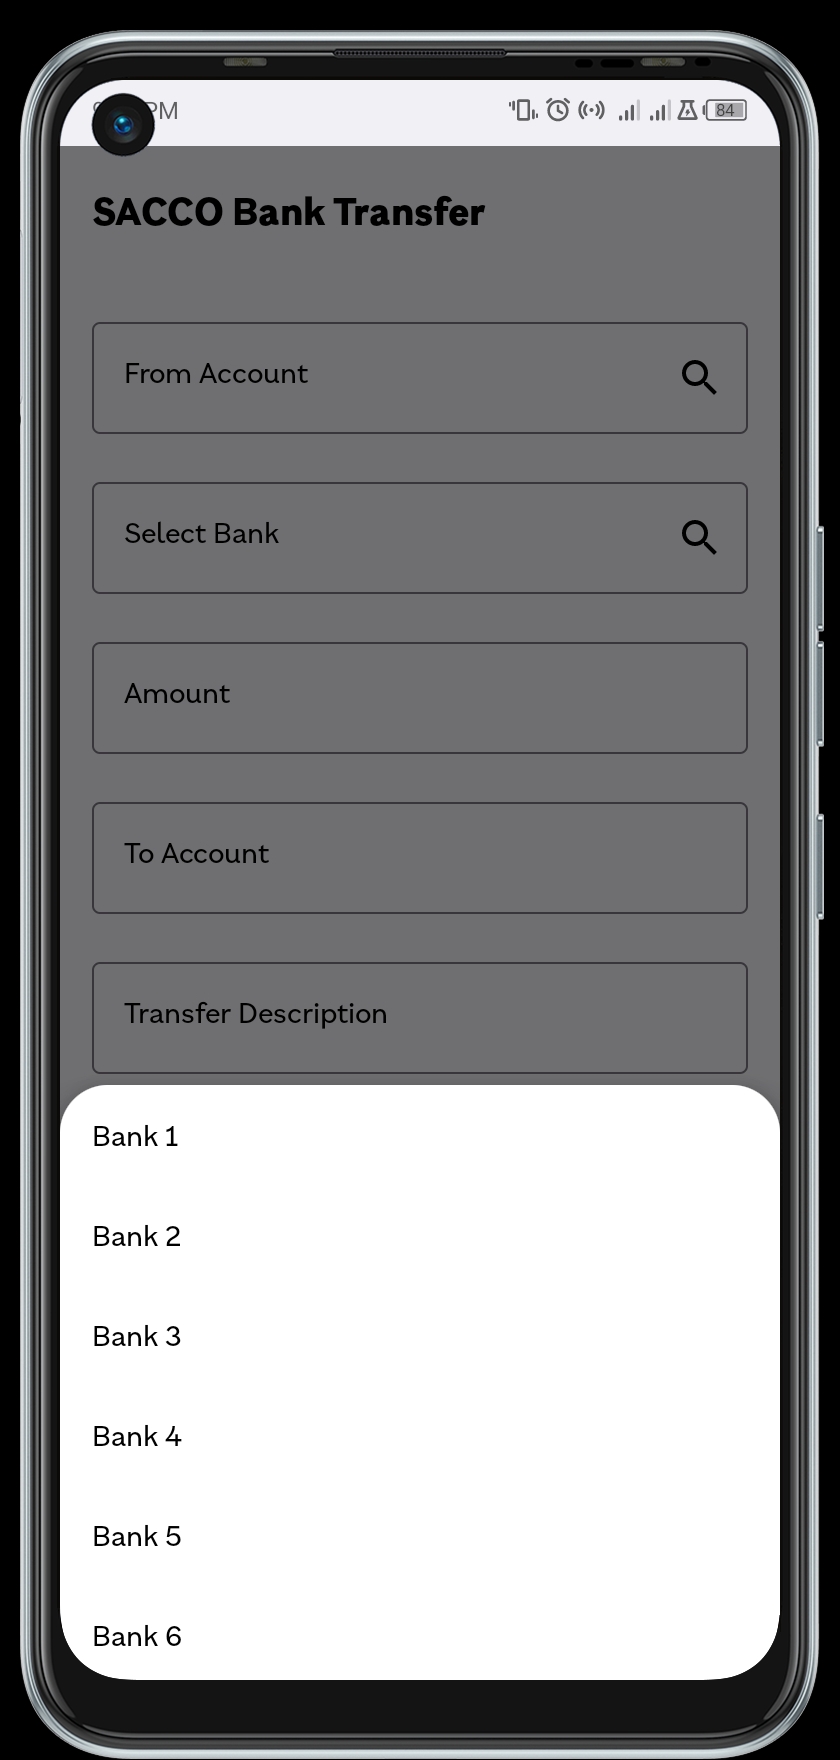 PM
84
SACCO Bank Transfer
From Account
Select Bank
Amount
To Account
Transfer Description
Bank 1
Bank 2
Bank 3
Bank 4
Bank 5
Bank 6